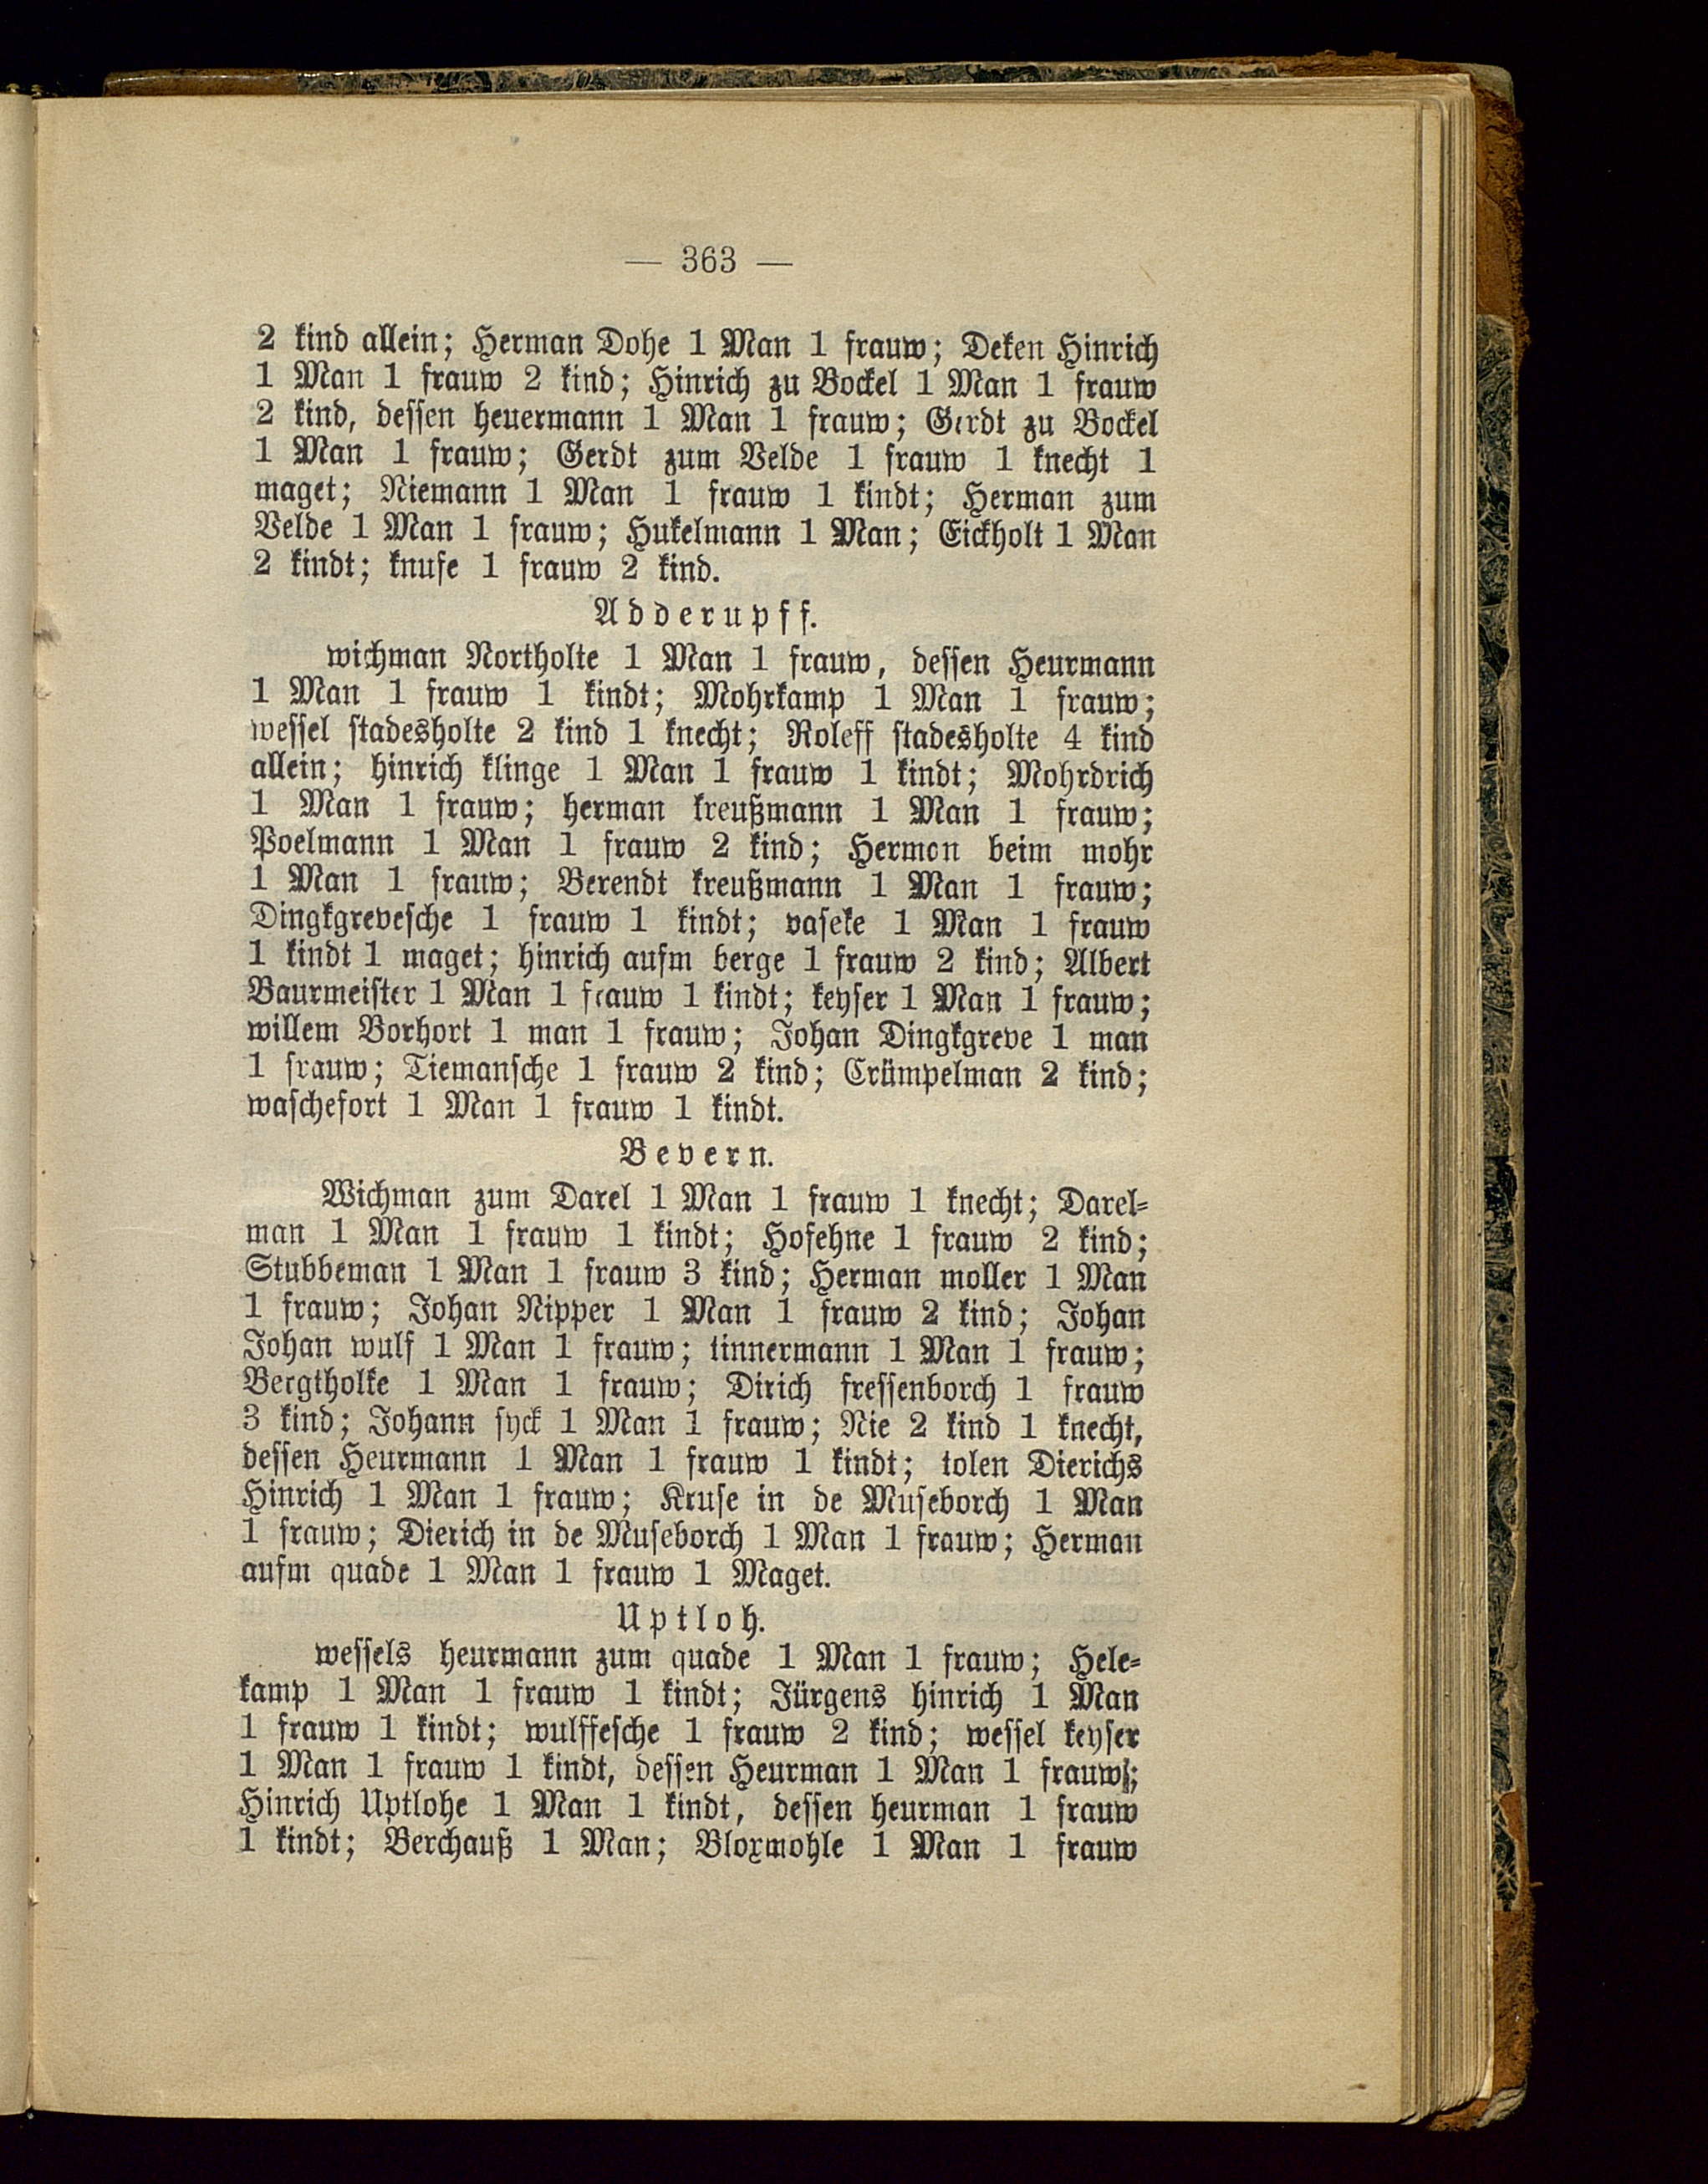 — 363 —
2 kind allein; Herman Dohe 1 Man 1 frauw; Deken Hinrich
1 Man 1 frauw 2 kind; Hinrich zu Bockel 1 Man 1 frauw
2 kind, dessen heuermann 1 Man 1 frauw; Gerdt zu Bockel
1 Man 1 frauw; Gerdt zum Velde 1 frauw 1 knecht 1
maget; Niemann 1 Man 1 frauw 1 kindt; Herman zum
Velde 1 Man 1 frauw; Hukelmann 1 Man; Eickholt 1 Man
2 kindt; knufe 1 frauw 2 kind.
Adderupff.
wichman Northolte 1 Man 1 frauw, dessen Heurmann
1 Man 1 frauw 1 kindt; Mohrkamp 1 Man 1 frauw;
wessel stadesholte 2 kind 1 knecht; Roleff stadesholte 4 kind
allein; hinrich klinge 1 Man 1 frauw 1 kindt; Mohrdrich
1 Man 1 frauw; herman kreußmann 1 Man 1 frauw;
Poelmann 1 Man 1 frauw 2 kind; Herman beim mohr
1 Man 1 frauw; Berendt kreußmann 1 Man 1 frauw;
Dingkgrevesche 1 frauw 1 kindt; vaseke 1 Man 1 frauw
1 kindt 1 maget; hinrich aufm berge 1 frauw 2 kind; Albert
Baurmeister 1 Man 1 frauw 1 kindt; keyser 1 Man 1 frauw;
willem Borhort 1 man 1 frauw; Johan Dingkgreve 1 man
1 frauw; Tiemansche 1 frauw 2 kind; Crümpelman 2 kind;
waschefort 1 Man 1 frauw 1 kindt.
Bevern.
Wichman zum Darel 1 Man 1 frauw 1 knecht; Darel-
man 1 Man 1 frauw 1 kindt; Hofehne 1 frauw 2 kind;
Stubbeman 1 Man 1 frauw 3 kind; Herman moller 1 Man
1 frauw; Johan Nipper 1 Man 1 frauw 2 kind; Johan
Johan wulf 1 Man 1 frauw; tinnermann 1 Man 1 frauw;
Bergtholke 1 Man 1 frauw; Dirich fressenborch 1 frauw
3 kind; Johann syck 1 Man 1 frauw; Nie 2 kind 1 knecht,
dessen Heurmann 1 Man 1 frauw 1 kindt; tolen Dierichs
Hinrich 1 Man 1 frauw; Kruse in de Museborch 1 Man
1 frauw; Dierich in de Museborch 1 Man 1 frauw; Herman
aufm quade 1 Man 1 frauw 1 Maget.
Uptloh.
wessels heurmann zum quade 1 Man 1 frauw; Hele-
kamp 1 Man 1 frauw 1 kindt; Jürgens hinrich 1 Man
1 frauw 1 kindt; wulffesche 1 frauw 2 kind; wessel keyser
1 Man 1 frauw 1 kindt, dessen Heurman 1 Man 1 frauw;
Hinrich Uptlohe 1 Man 1 kindt, dessen heurman 1 frauw
1 kindt; Berchauß 1 Man; Bloxmohle 1 Man 1 frauw